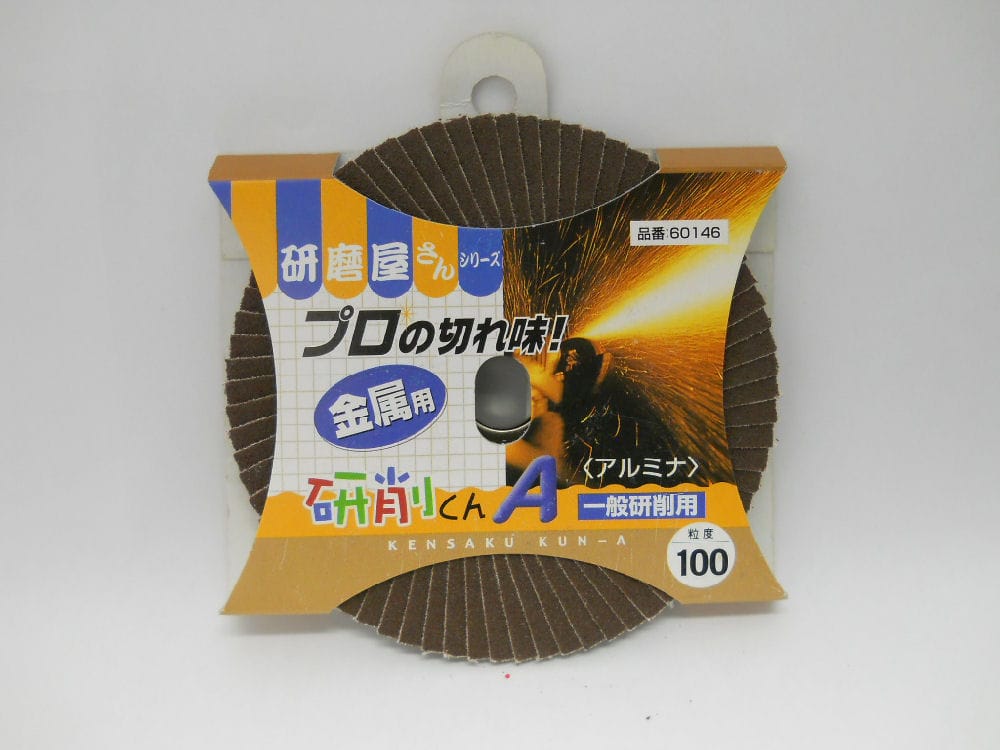 品番:60146
研磨屋さんシリーズ
プロの切れ味!
金属用
〈アルミナ〉
研削くんA
一般研削用
KENSAKU KUN-A
粒度
100